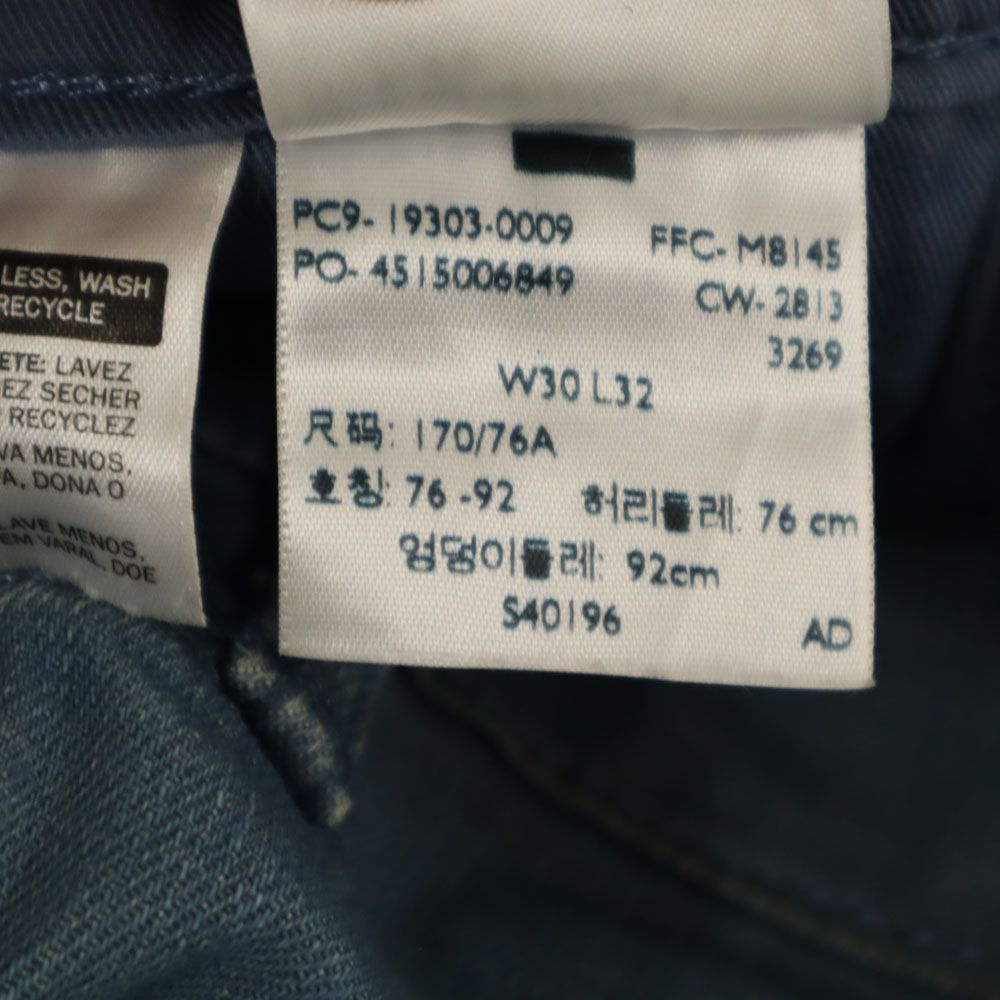 LESS, WASH
RECYCLE
ETE: LAVEZ
EZ SECHER
RECYCLEZ
VA MENOS,
A, DONA O
LAVE MENOS,
EM VARAL, DOE
PC9- 19303-0009
PO- 4515006849
FFC- M8145
CW- 2813
3269
W30 L32
尺码: 170/76A
호칭: 76 -92 허리둘레: 76 cm
엉덩이둘레: 92cm
S40196
AD